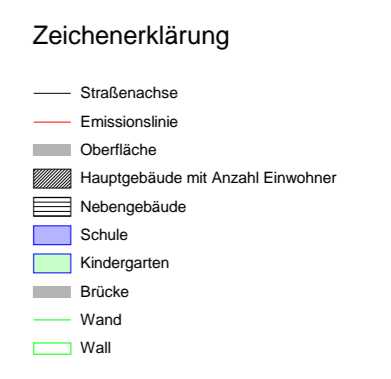 Zeichenerklärung
Straßenachse
Emissionslinie
Oberfläche
Hauptgebäude mit Anzahl Einwohner
Nebengebäude
Schule
Kindergarten
Brücke
Wand
Wall